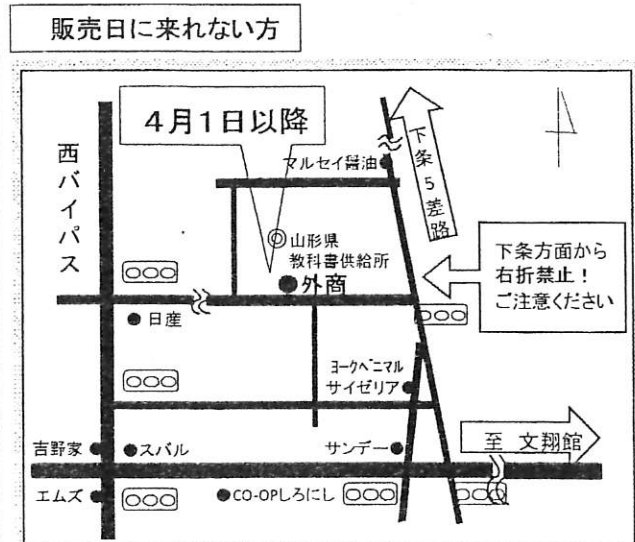 販売日に来れない方
4月1日以降
西バイパス
マルセイ醤油
下条5差路
山形県
教科書供給所
外商
下条方面から
右折禁止！
ご注意ください
日産
ヨークベニマル
サイゼリア
吉野家
スバル
サンデー
至 文翔館
エムズ
CO-OPしろにし